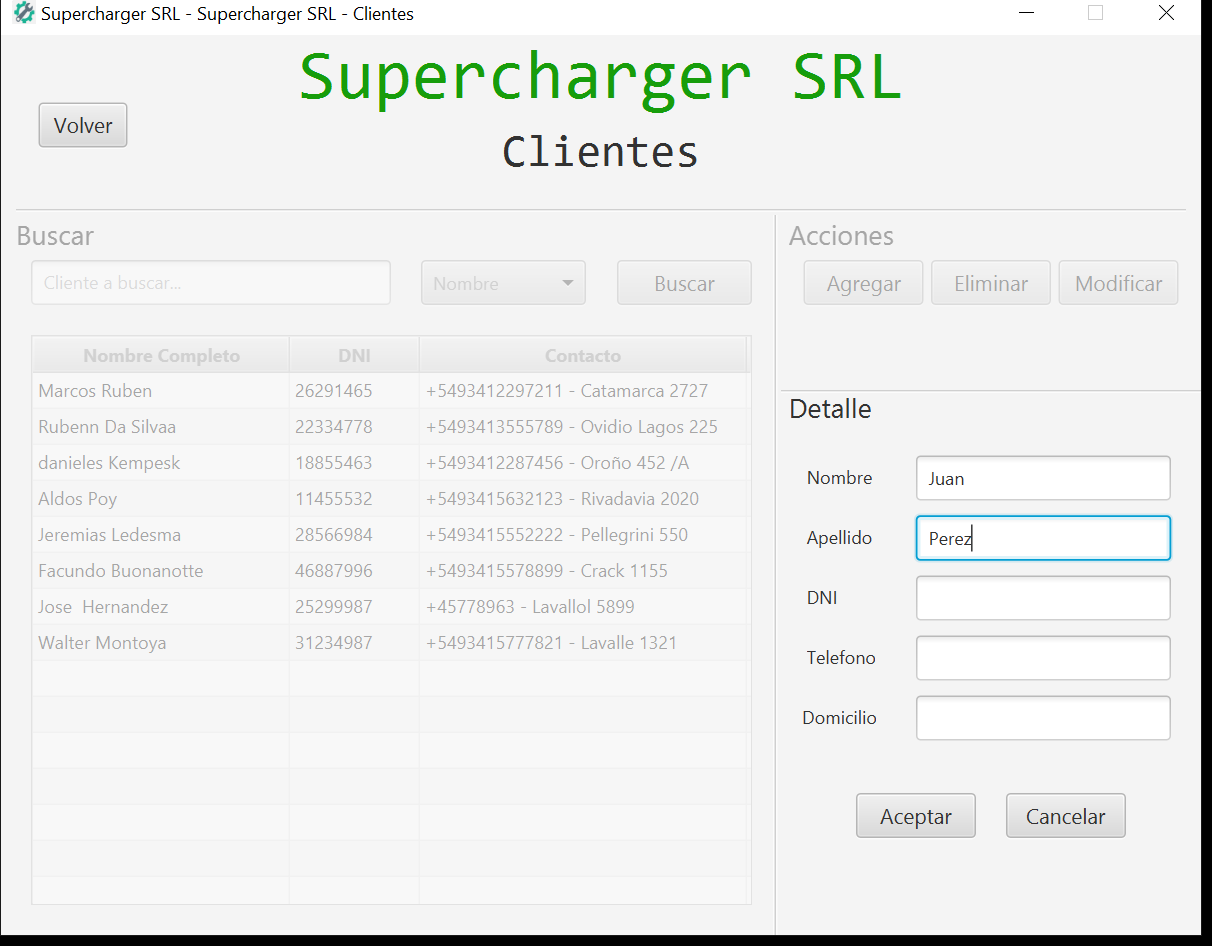 Supercharger SRL - Supercharger SRL - Clientes
Supercharger SRL
Volver
Clientes
Buscar
Cliente a buscar...
Nombre
Buscar
Nombre Completo DNI Contacto
Marcos Ruben 26291465 +5493412297211 - Catamarca 2727
Rubenn Da Silvaa 22334778 +5493413555789 - Ovidio Lagos 225
danieles Kempesk 18855463 +5493412287456 - Oroño 452 /A
Aldos Poy 11455532 +5493415632123 - Rivadavia 2020
Jeremias Ledesma 28566984 +5493415552222 - Pellegrini 550
Facundo Buonanotte 46887996 +5493415578899 - Crack 1155
Jose  Hernandez 25299987 +45778963 - Lavallol 5899
Walter Montoya 31234987 +5493415777821 - Lavalle 1321
Acciones
Agregar Eliminar Modificar
Detalle
Nombre Juan
Apellido Perez
DNI
Telefono
Domicilio
Aceptar Cancelar